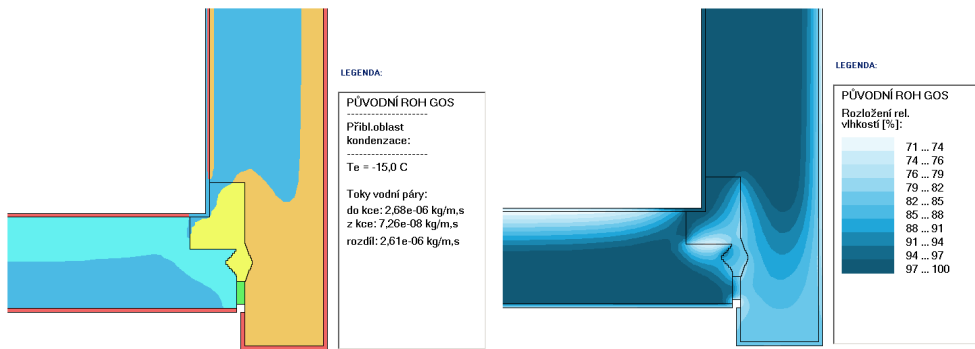 LEGENDA:
PŮVODNÍ ROH GOS
--------------------
Přibl.oblast
kondenzace:
--------------------
Te = -15,0 C
Toky vodní páry:
do kce: 2,68e-06 kg/m,s
z kce: 7,26e-08 kg/m,s
rozdíl: 2,61e-06 kg/m,s
LEGENDA:
PŮVODNÍ ROH GOS
Rozložení rel.
vlhkostí [%]:
71 ... 74
74 ... 76
76 ... 79
79 ... 82
82 ... 85
85 ... 88
88 ... 91
91 ... 94
94 ... 97
97 ... 100